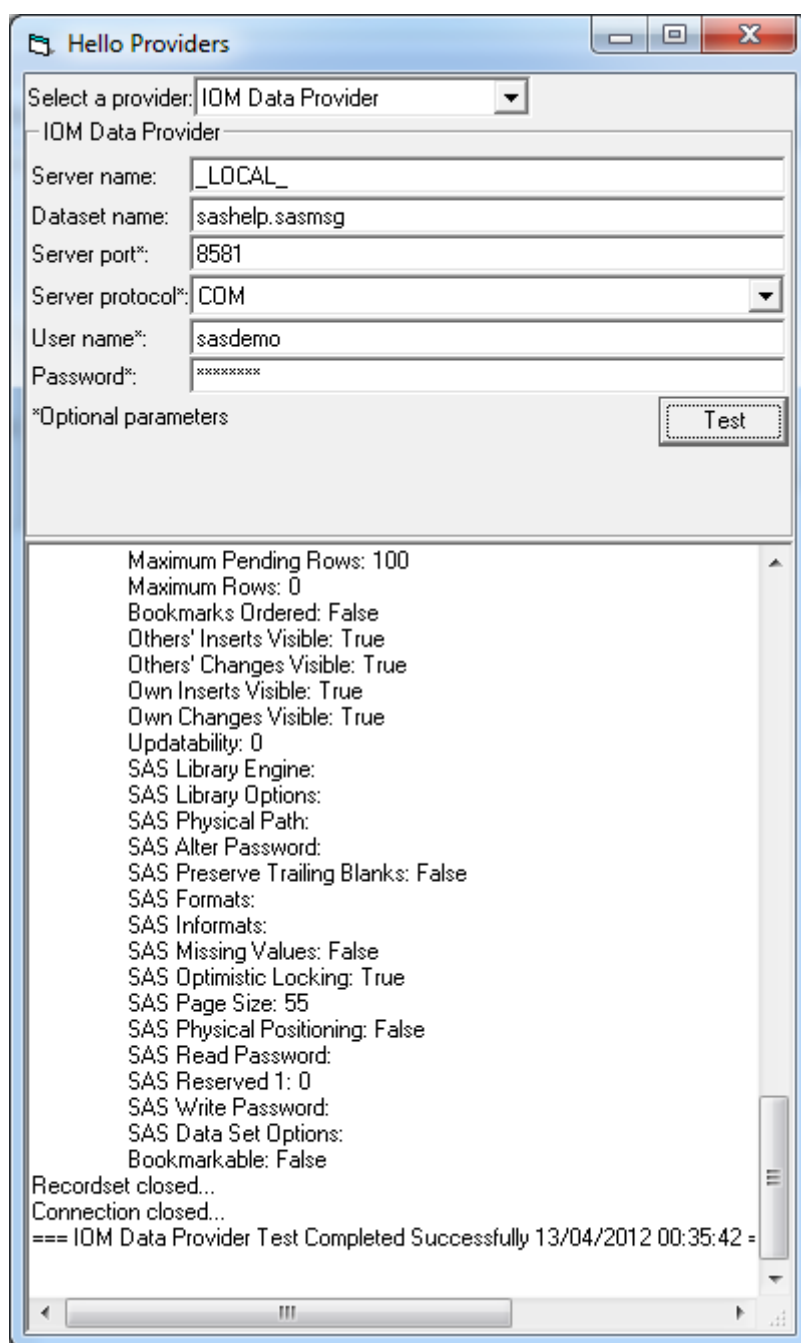 Hello Providers
Select a provider: IOM Data Provider
IOM Data Provider
Server name: _LOCAL_
Dataset name: sashelp.sasmsg
Server port*: 8581
Server protocol*: COM
User name*: sasdemo
Password*: ********
*Optional parameters Test
Maximum Pending Rows: 100
Maximum Rows: 0
Bookmarks Ordered: False
Others' Inserts Visible: True
Others' Changes Visible: True
Own Inserts Visible: True
Own Changes Visible: True
Updatability: 0
SAS Library Engine:
SAS Library Options:
SAS Physical Path:
SAS Alter Password:
SAS Preserve Trailing Blanks: False
SAS Formats:
SAS Informats:
SAS Missing Values: False
SAS Optimistic Locking: True
SAS Page Size: 55
SAS Physical Positioning: False
SAS Read Password:
SAS Reserved 1: 0
SAS Write Password:
SAS Data Set Options:
Bookmarkable: False
Recordset closed...
Connection closed...
=== IOM Data Provider Test Completed Successfully 13/04/2012 00:35:42 =